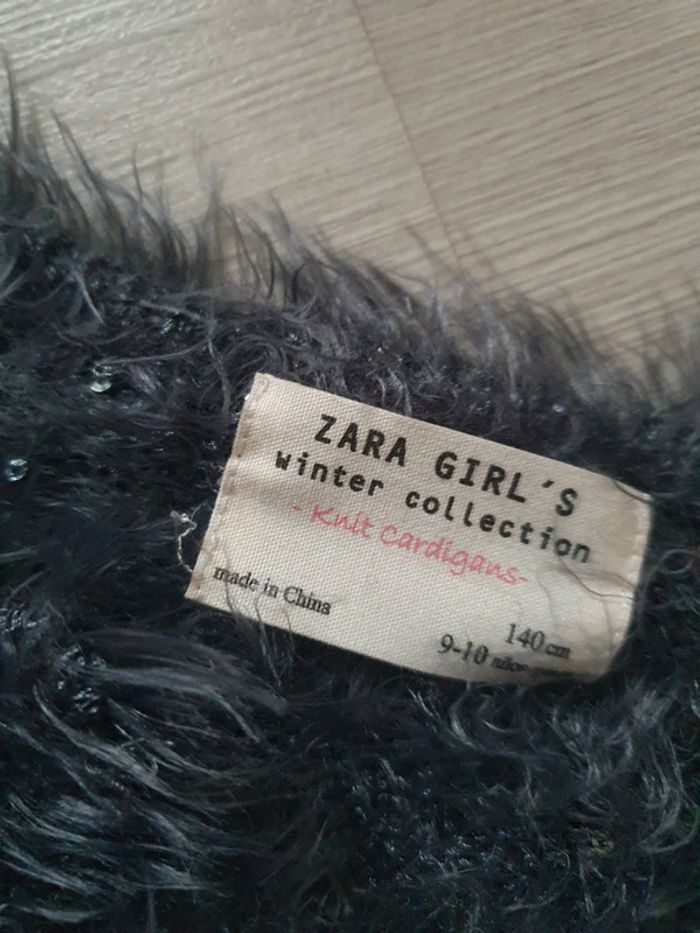 ZARA GIRL'S
winter collection
- Knit Cardigans-
made in China
140 cm
9-10